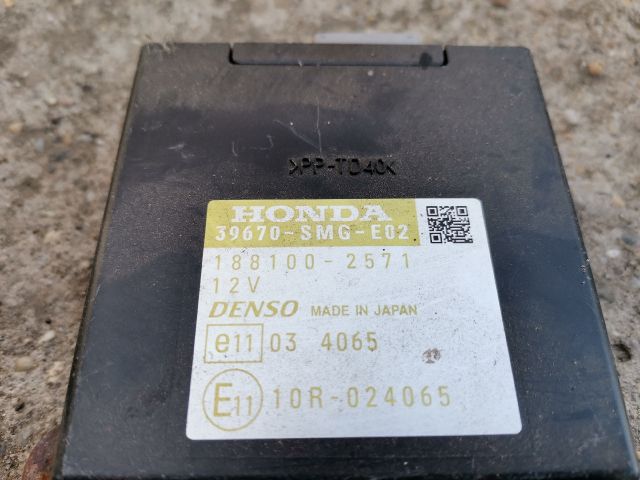 >PP-TD40<
HONDA
39670-SMG-E02
188100-2571
12V
DENSO MADE IN JAPAN
e11 03 4065
E11 10R-024065